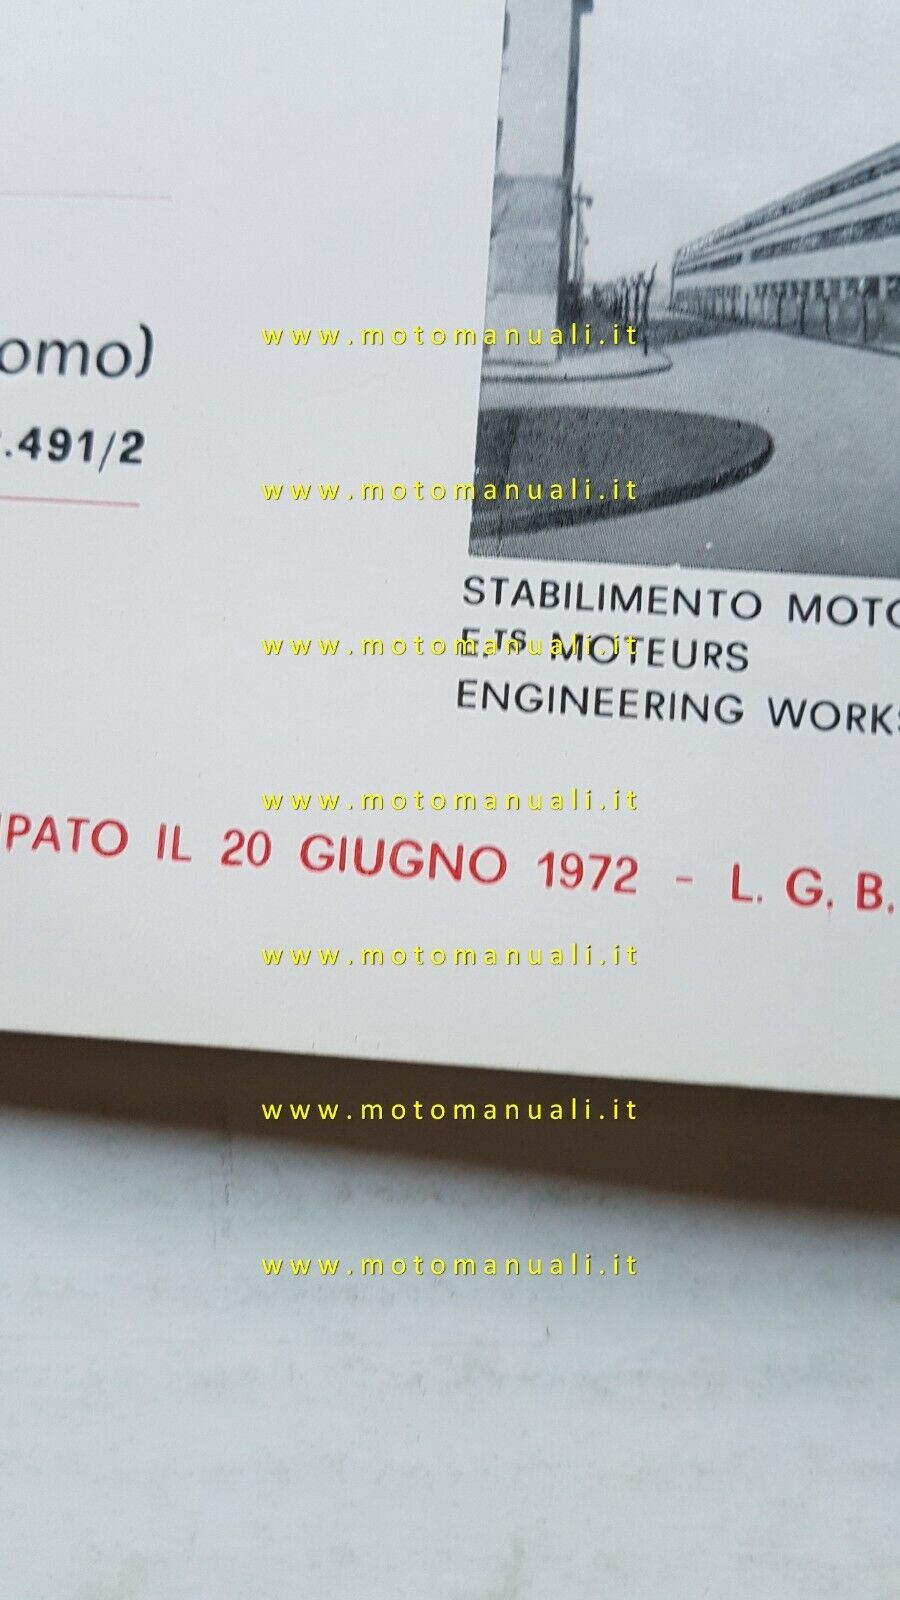 www.motomanuali.it
omo)
.491/2
www.motomanuali.it
STABILIMENTO MOTO
E.TS MOTEURS
www.motomanuali.it
ENGINEERING WORKS
www.motomanuali.it
PATO IL 20 GIUGNO 1972 - L. G. B.
www.motomanuali.it
www.motomanuali.it
www.motomanuali.it